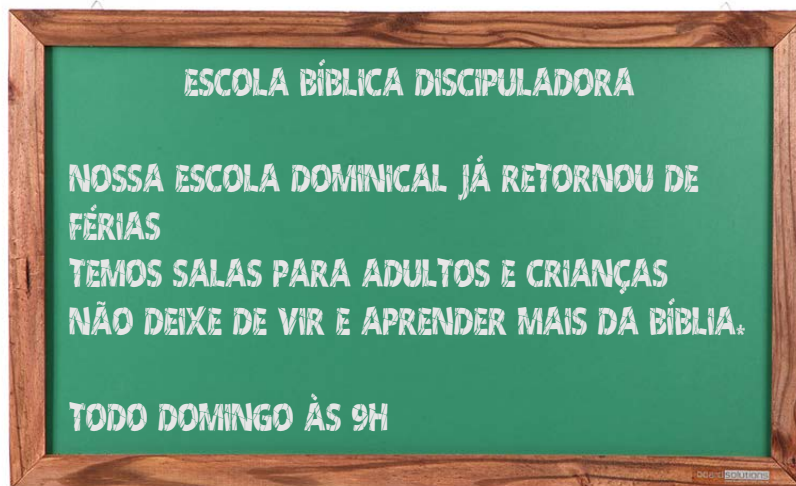 ESCOLA BÍBLICA DISCIPULADORA
NOSSA ESCOLA DOMINICAL JÁ RETORNOU DE
FÉRIAS
TEMOS SALAS PARA ADULTOS E CRIANÇAS
NÃO DEIXE DE VIR E APRENDER MAIS DA BÍBLIA.
TODO DOMINGO ÀS 9H
solutions